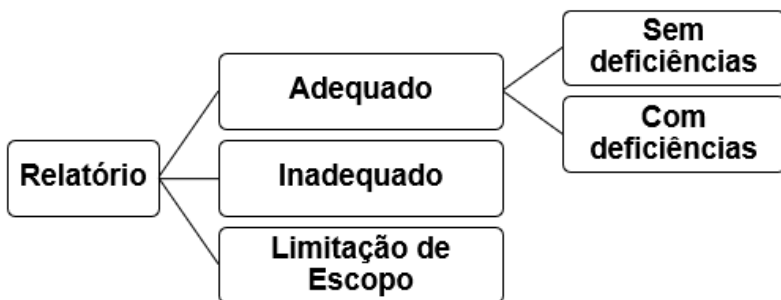 Relatório
Adequado
Sem
deficiências
Com
deficiências
Inadequado
Limitação de
Escopo